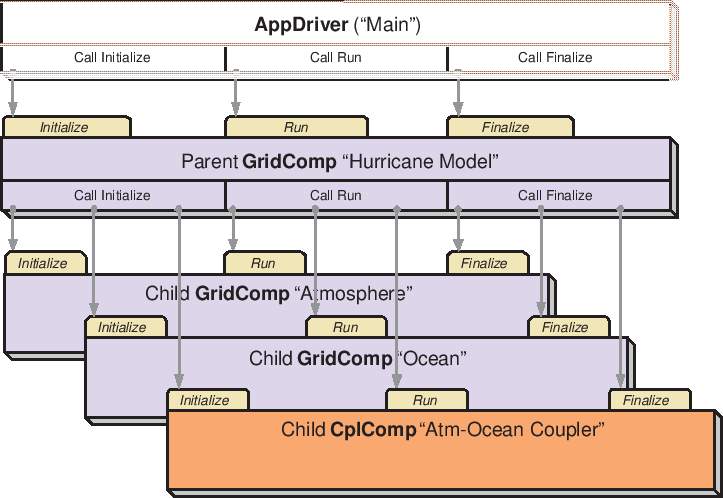 AppDriver (“Main”)
Call Initialize Call Run Call Finalize
Initialize Run Finalize
Parent GridComp “Hurricane Model”
Call Initialize Call Run Call Finalize
Initialize Run Finalize
Child GridComp “Atmosphere”
Initialize Run Finalize
Child GridComp “Ocean”
Initialize Run Finalize
Child CplComp “Atm-Ocean Coupler”